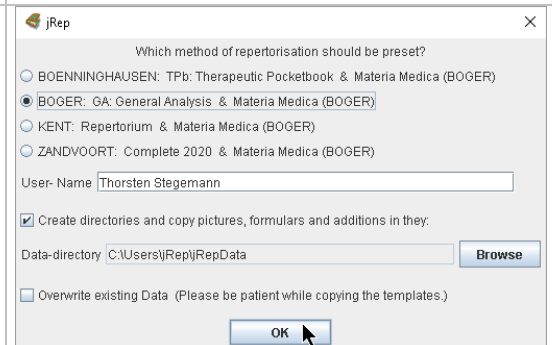 jRep
Which method of repertorisation should be preset?
BOENNINGHAUSEN: TPb: Therapeutic Pocketbook & Materia Medica (BOGER)
BOGER: GA: General Analysis & Materia Medica (BOGER)
KENT: Repertorium & Materia Medica (BOGER)
ZANDVOORT: Complete 2020 & Materia Medica (BOGER)
User- Name Thorsten Stegemann
Create directories and copy pictures, formulars and additions in they:
Data-directory C:\Users\jRep\jRepData Browse
Overwrite existing Data (Please be patient while copying the templates.)
OK